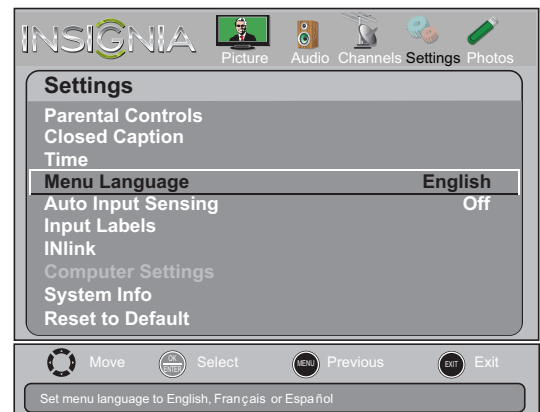 INSIGNIA
Picture Audio Channels Settings Photos
Settings
Parental Controls
Closed Caption
Time
Menu Language English
Auto Input Sensing Off
Input Labels
INlink
Computer Settings
System Info
Reset to Default
Move OK ENTER Select MENU Previous EXIT Exit
Set menu language to English, Français or Español